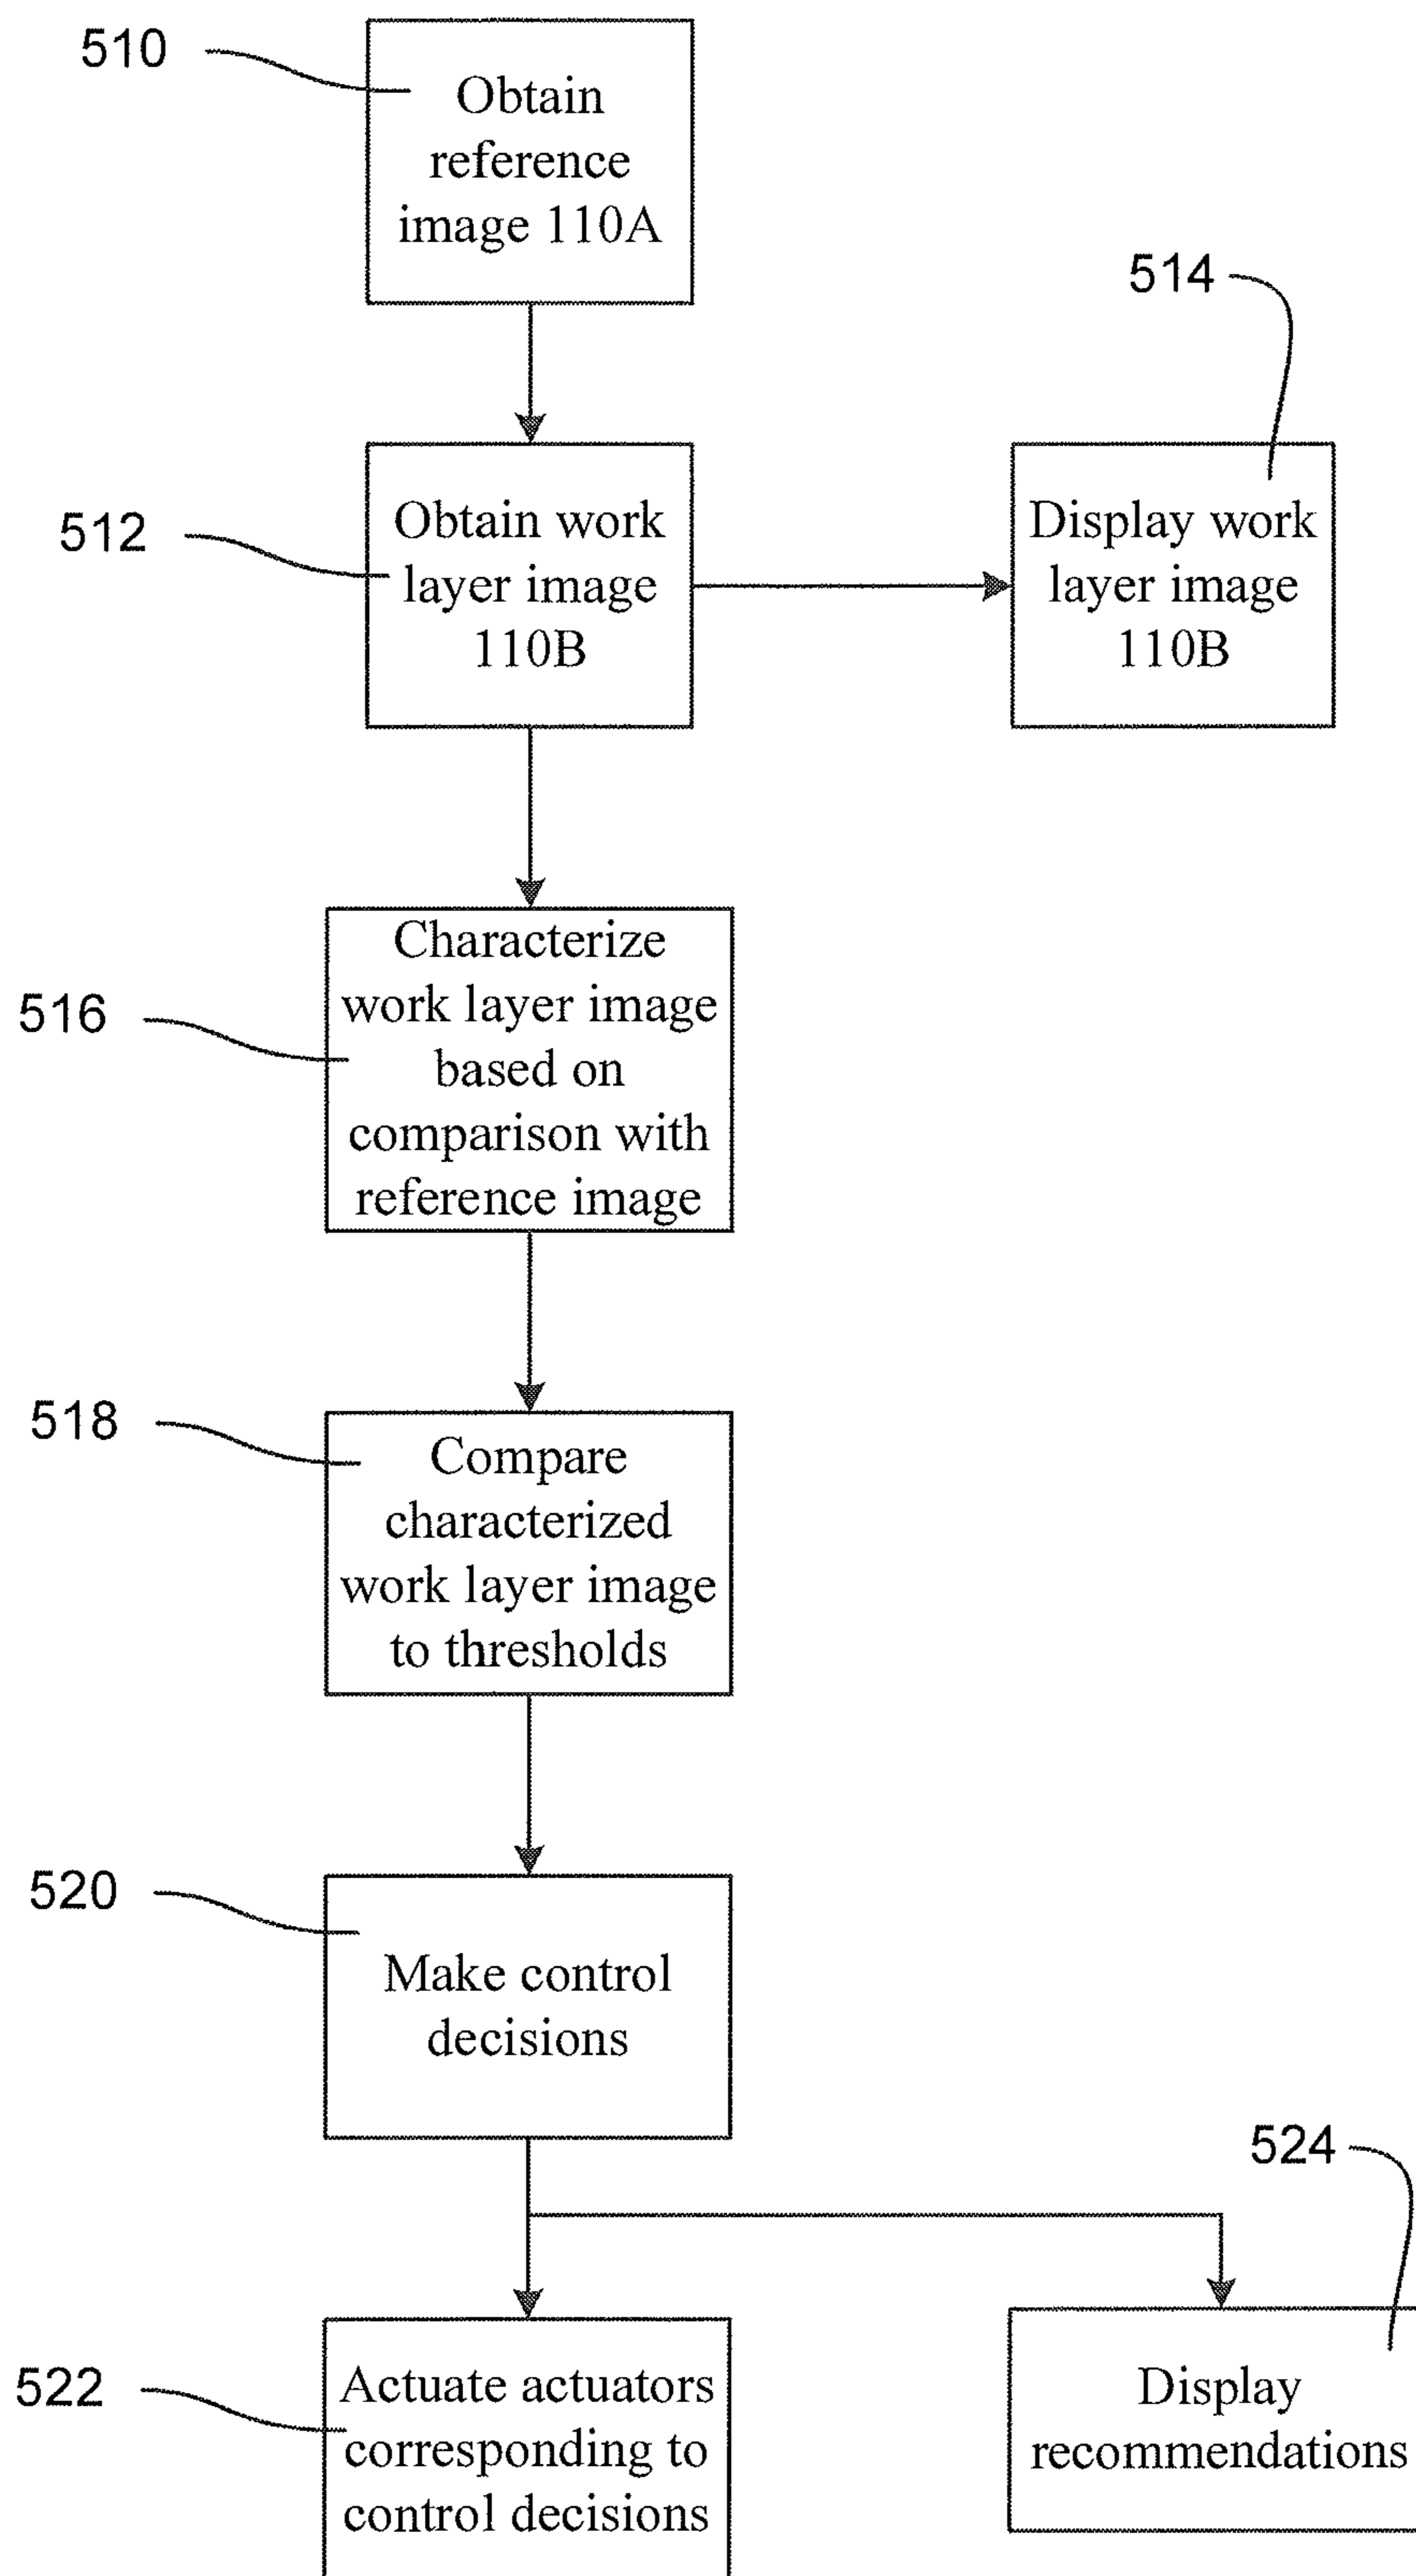 510
Obtain
reference
image 110A
514
512
Obtain work
layer image
110B
Display work
layer image
110B
516
Characterize
work layer image
based on
comparison with
reference image
518
Compare
characterized
work layer image
to thresholds
520
Make control
decisions
524
522
Actuate actuators
corresponding to
control decisions
Display
recommendations